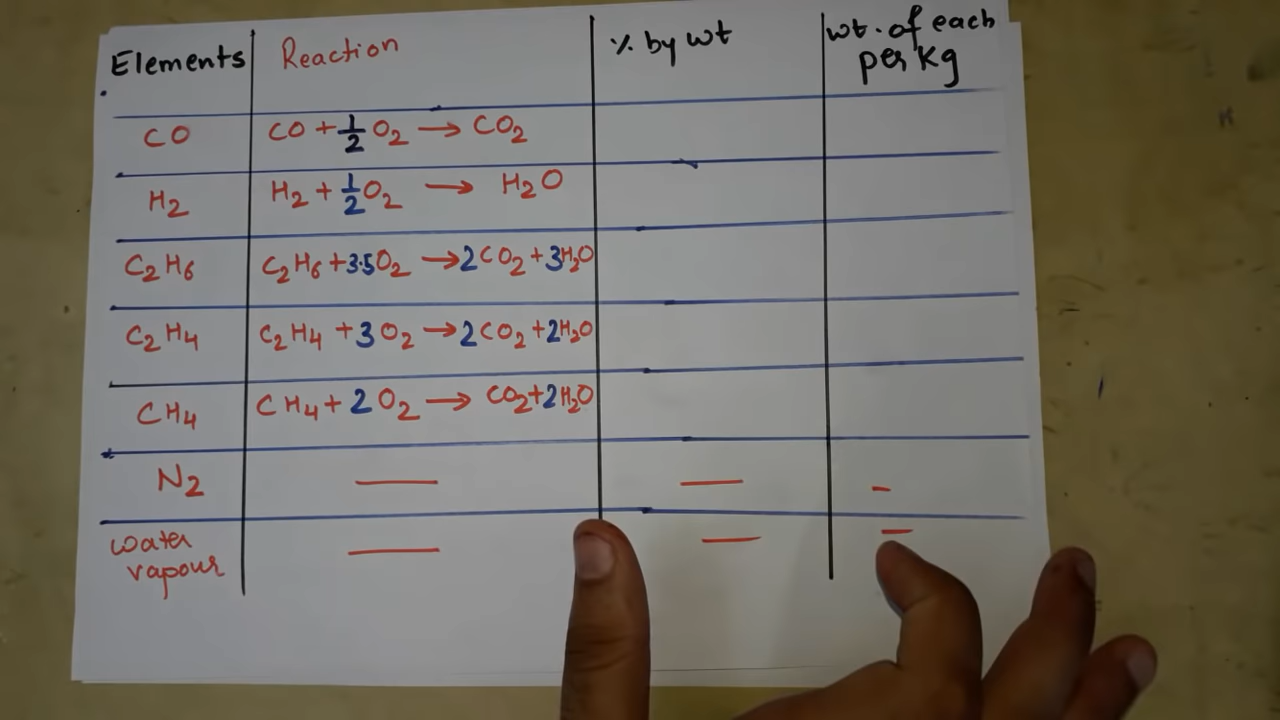 Elements Reaction % by wt wt. of each per kg
CO CO + 1/2 O2 → CO2
H2 H2 + 1/2 O2 → H2O
C2H6 C2H6 + 3.5O2 → 2CO2 + 3H2O
C2H4 C2H4 + 3O2 → 2CO2 + 2H2O
CH4 CH4 + 2O2 → CO2 + 2H2O
N2 — — -
water vapour — — —